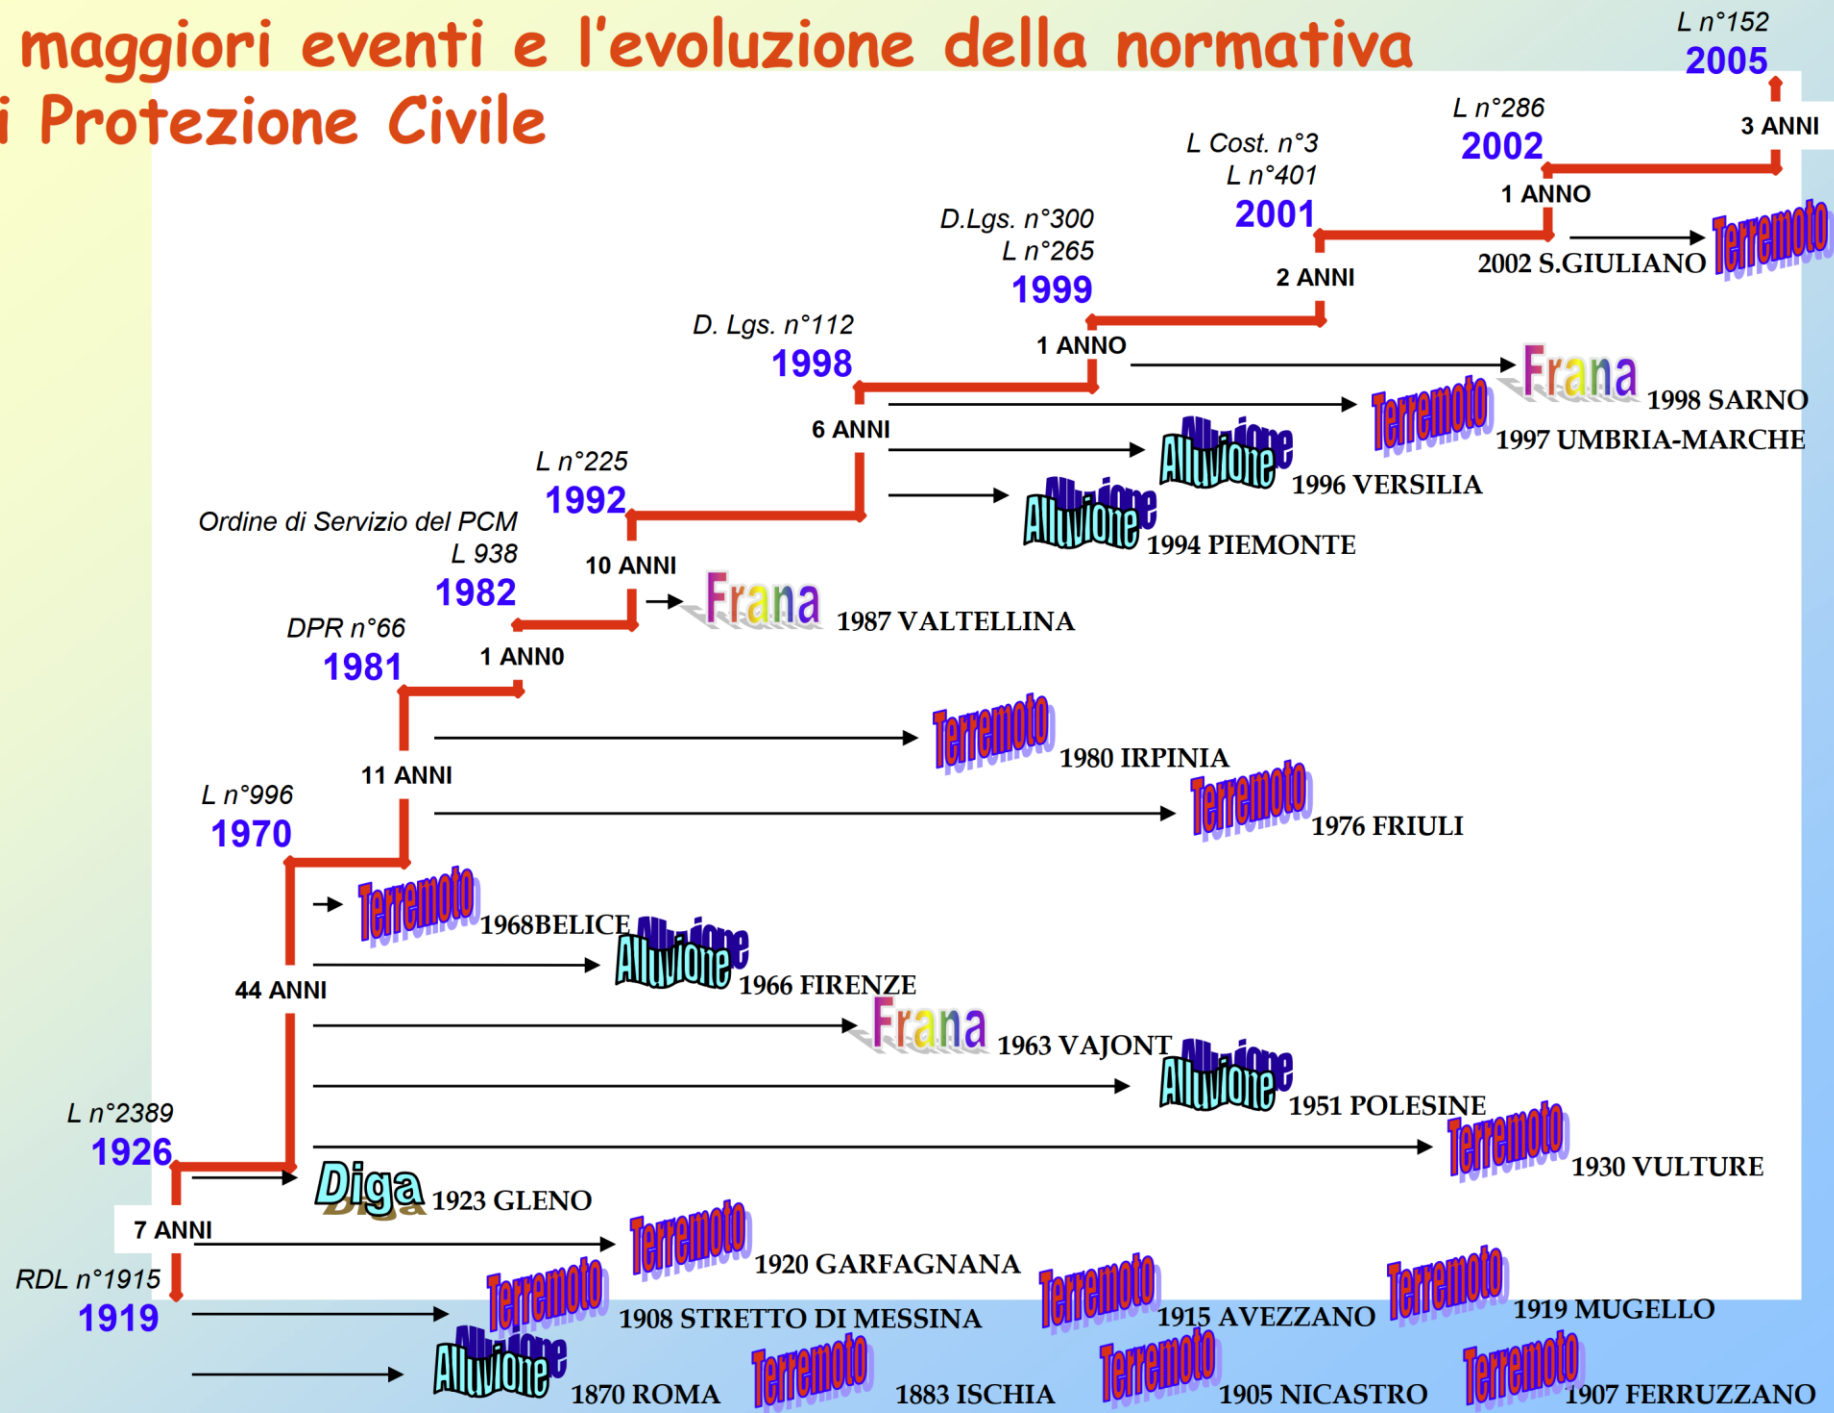 maggiori eventi e l'evoluzione della normativa
i Protezione Civile
L n°152
2005
3 ANNI
L n°286
2002
1 ANNO
2002 S.GIULIANO
Terremoto
L Cost. n°3
L n°401
2001
2 ANNI
D.Lgs. n°300
L n°265
1999
1 ANNO
Frana
1998 SARNO
D. Lgs. n°112
1998
6 ANNI
Terremoto
1997 UMBRIA-MARCHE
Alluvione
1996 VERSILIA
Alluvione
1994 PIEMONTE
L n°225
1992
10 ANNI
Frana
1987 VALTELLINA
Ordine di Servizio del PCM
L 938
1982
1 ANN0
DPR n°66
1981
11 ANNI
Terremoto
1980 IRPINIA
Terremoto
1976 FRIULI
L n°996
1970
44 ANNI
Terremoto
1968BELICE
Alluvione
1966 FIRENZE
Frana
1963 VAJONT
Alluvione
1951 POLESINE
Terremoto
1930 VULTURE
L n°2389
1926
7 ANNI
Diga
1923 GLENO
Terremoto
1920 GARFAGNANA
RDL n°1915
1919
Terremoto
1908 STRETTO DI MESSINA
Terremoto
1915 AVEZZANO
Terremoto
1919 MUGELLO
Alluvione
1870 ROMA
Terremoto
1883 ISCHIA
Terremoto
1905 NICASTRO
Terremoto
1907 FERRUZZANO